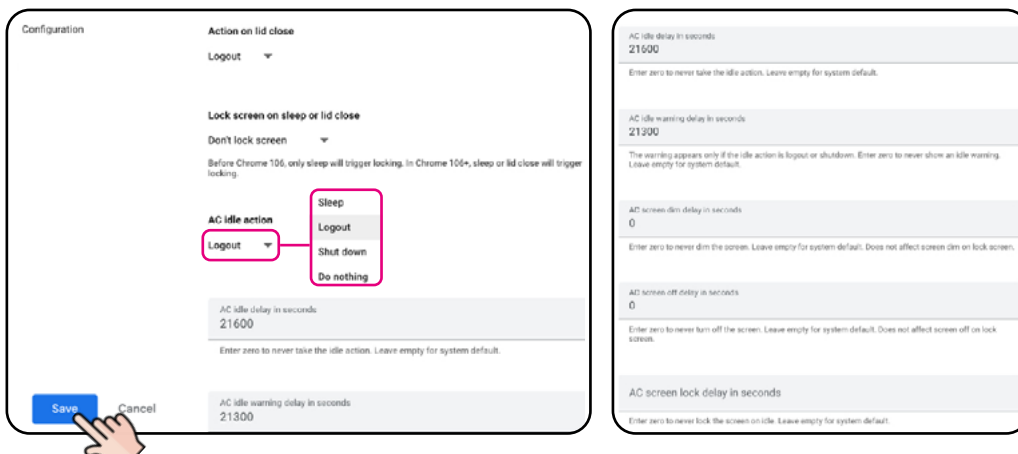 Configuration
Action on lid close
Logout
Lock screen on sleep or lid close
Don't lock screen
Before Chrome 106, only sleep will trigger locking. In Chrome 106+, sleep or lid close will trigger
locking.
AC idle action
Logout
Sleep
Logout
Shut down
Do nothing
AC idle delay in seconds
21600
Enter zero to never take the idle action. Leave empty for system default.
AC idle warning delay in seconds
21300
Save
Cancel
AC idle delay in seconds
21600
Enter zero to never take the idle action. Leave empty for system default.
AC idle warning delay in seconds
21300
The warning appears only if the idle action is logout or shutdown. Enter zero to never show an idle warning.
Leave empty for system default.
AC screen dim delay in seconds
0
Enter zero to never dim the screen. Leave empty for system default. Does not affect screen dim on lock screen.
AC screen off delay in seconds
0
Enter zero to never turn off the screen. Leave empty for system default. Does not affect screen off on lock
screen.
AC screen lock delay in seconds
Enter zero to never lock the screen on idle. Leave empty for system default.